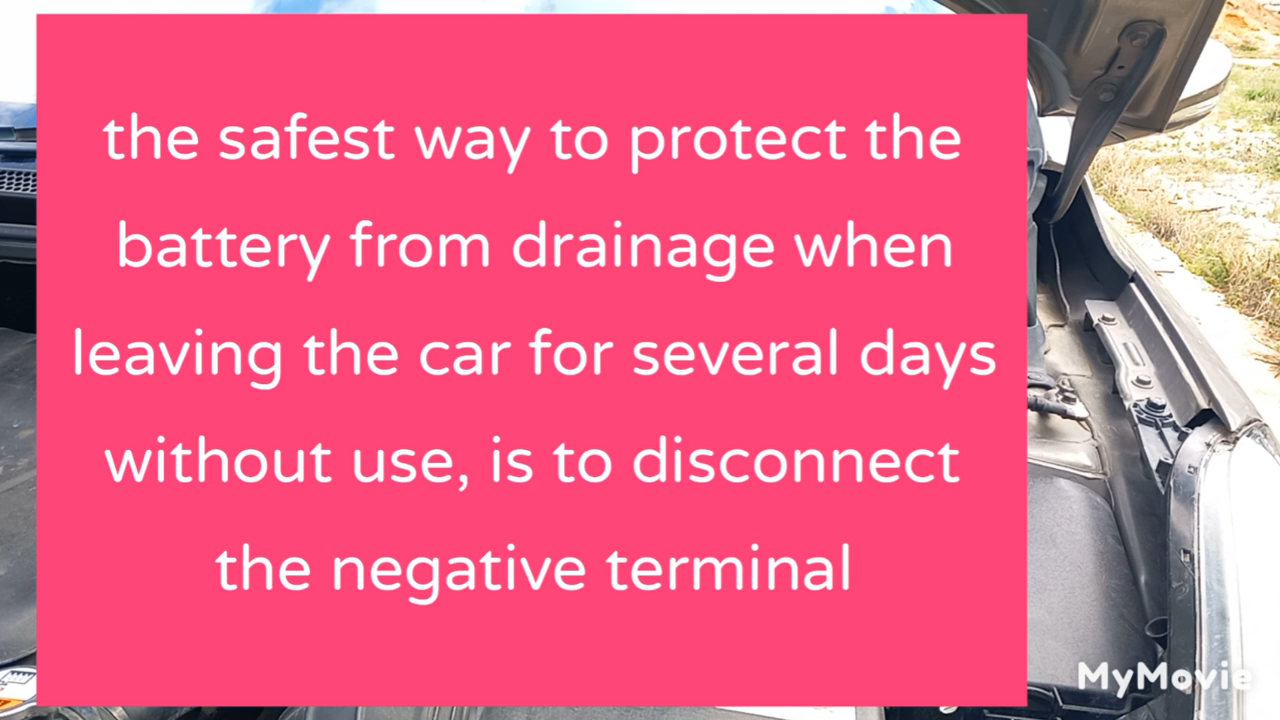 the safest way to protect the
battery from drainage when
leaving the car for several days
without use, is to disconnect
the negative terminal
MyMovie